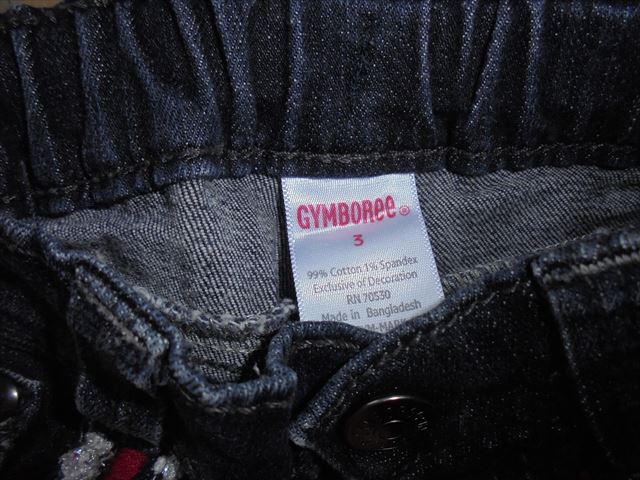 GYMBOREE®
3
99% Cotton 1% Spandex
Exclusive of Decoration
RN 70530
Made in Bangladesh